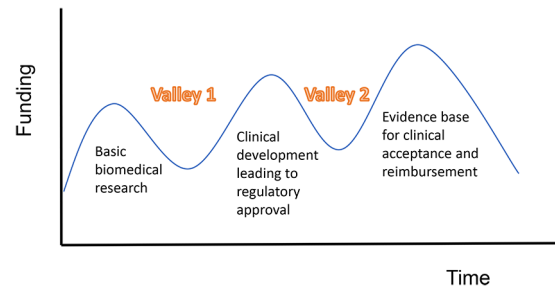 Funding
Valley 1
Valley 2
Basic
biomedical
research
Clinical
development
leading to
regulatory
approval
Evidence base
for clinical
acceptance and
reimbursement
Time